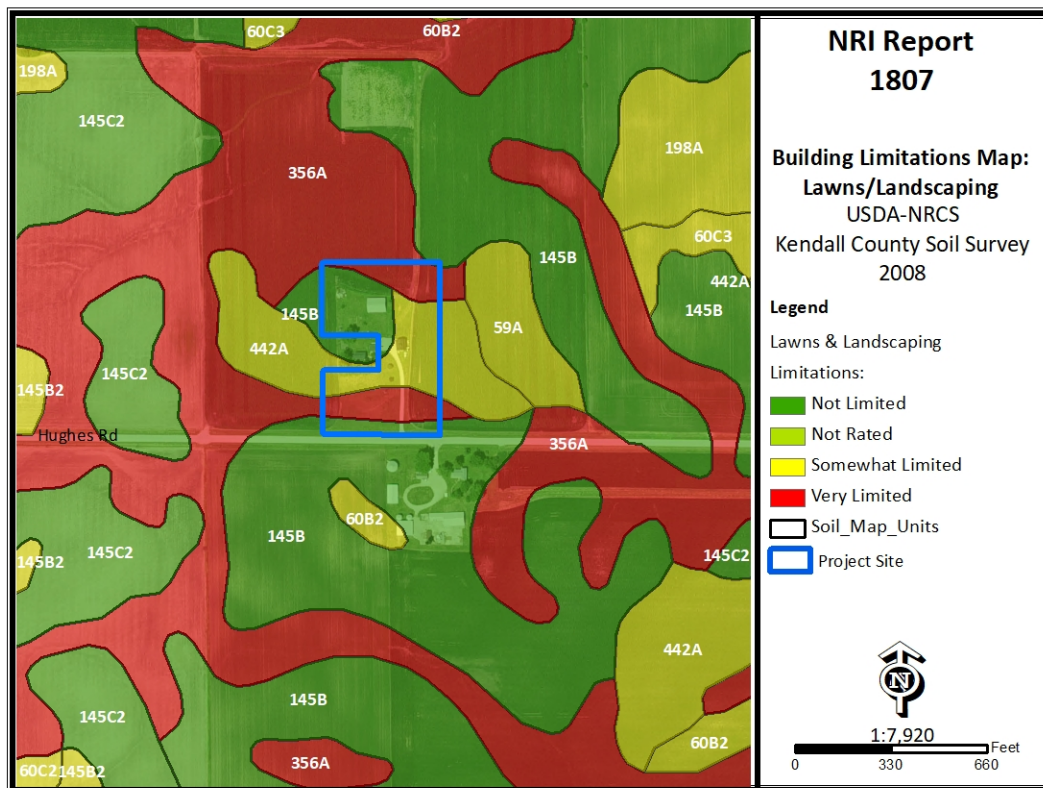 60C3
60B2
198A
145C2
356A
198A
60C3
145B
442A
145B
145B
59A
442A
145C2
145B2
Hughes Rd
356A
60B2
145B
145C2
145B2
145C2
442A
145B
145C2
60B2
356A
60C2
145B2
NRI Report
1807
Building Limitations Map:
Lawns/Landscaping
USDA-NRCS
Kendall County Soil Survey
2008
Legend
Lawns & Landscaping
Limitations:
Not Limited
Not Rated
Somewhat Limited
Very Limited
Soil_Map_Units
Project Site
N
1:7,920
Feet
0 330 660